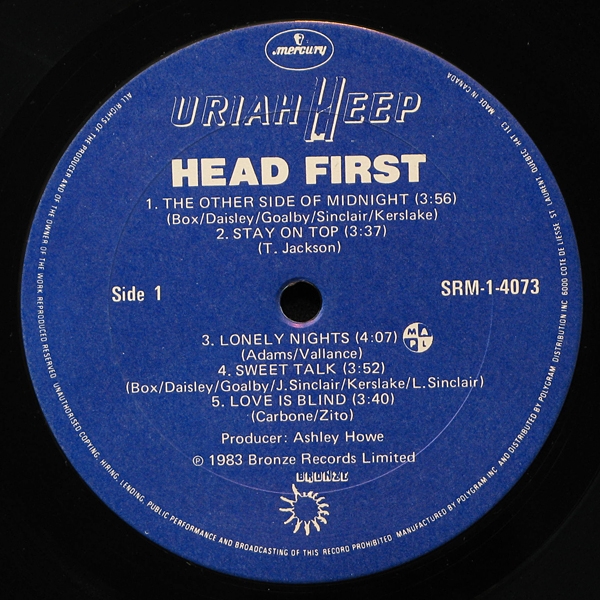 mercury
URIAH HEEP
HEAD FIRST
1. THE OTHER SIDE OF MIDNIGHT (3:56)
(Box/Daisley/Goalby/Sinclair/Kerslake)
2. STAY ON TOP (3:37)
(T. Jackson)
Side 1
SRM-1-4073
3. LONELY NIGHTS (4:07) MAPL
(Adams/Vallance)
4. SWEET TALK (3:52)
(Box/Daisley/Goalby/J. Sinclair/Kerslake/L. Sinclair)
5. LOVE IS BLIND (3:40)
(Carbone/Zito)
Producer: Ashley Howe
℗ 1983 Bronze Records Limited
BRONZE
ALL RIGHTS OF THE PRODUCER AND OF THE OWNER OF THE WORK REPRODUCED RESERVED. UNAUTHORISED COPYING, HIRING, LENDING, PUBLIC PERFORMANCE AND BROADCASTING OF THIS RECORD PROHIBITED. MANUFACTURED BY POLYGRAM INC. AND DISTRIBUTED BY POLYGRAM DISTRIBUTION INC. 6000 COTE DE LIESSE, ST. LAURENT, QUEBEC H4T 1E3 MADE IN CANADA